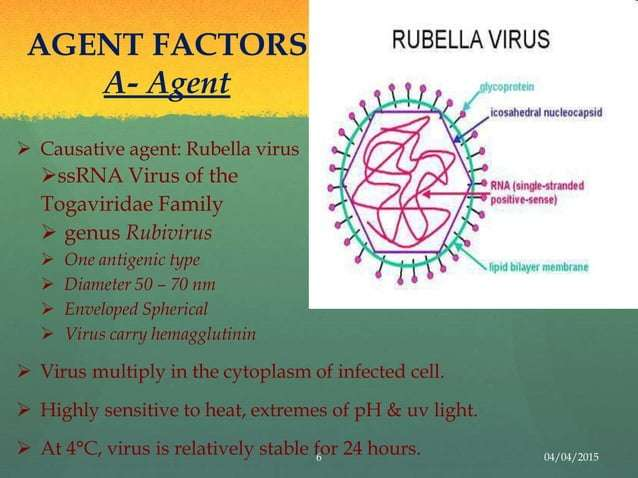 AGENT FACTORS
A- Agent
➢ Causative agent: Rubella virus
➢ssRNA Virus of the
Togaviridae Family
➢ genus Rubivirus
➢ One antigenic type
➢ Diameter 50 – 70 nm
➢ Enveloped Spherical
➢ Virus carry hemagglutinin
➢ Virus multiply in the cytoplasm of infected cell.
➢ Highly sensitive to heat, extremes of pH & uv light.
➢ At 4°C, virus is relatively stable for 24 hours.
RUBELLA VIRUS
glycoprotein
icosahedral nucleocapsid
RNA (single-stranded
positive-sense)
lipid bilayer membrane
6
04/04/2015